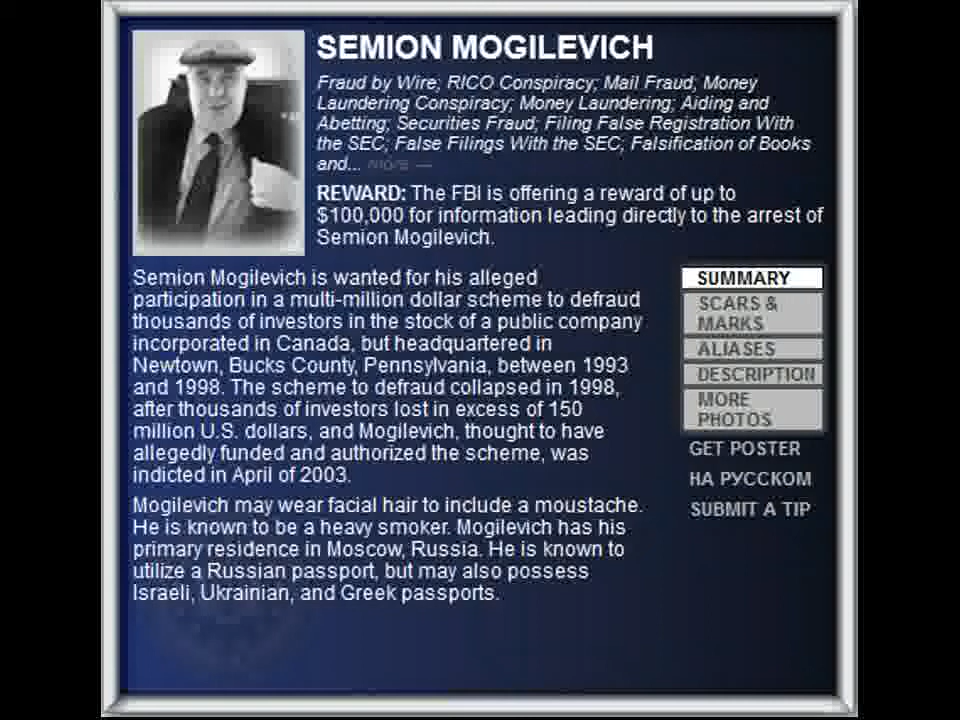 SEMION MOGILEVICH
Fraud by Wire; RICO Conspiracy; Mail Fraud; Money
Laundering Conspiracy; Money Laundering; Aiding and
Abetting; Securities Fraud; Filing False Registration With
the SEC; False Filings With the SEC; Falsification of Books
and... more —
REWARD: The FBI is offering a reward of up to
$100,000 for information leading directly to the arrest of
Semion Mogilevich.
Semion Mogilevich is wanted for his alleged
participation in a multi-million dollar scheme to defraud
thousands of investors in the stock of a public company
incorporated in Canada, but headquartered in
Newtown, Bucks County, Pennsylvania, between 1993
and 1998. The scheme to defraud collapsed in 1998,
after thousands of investors lost in excess of 150
million U.S. dollars, and Mogilevich, thought to have
allegedly funded and authorized the scheme, was
indicted in April of 2003.
Mogilevich may wear facial hair to include a moustache.
He is known to be a heavy smoker. Mogilevich has his
primary residence in Moscow, Russia. He is known to
utilize a Russian passport, but may also possess
Israeli, Ukrainian, and Greek passports.
SUMMARY
SCARS &
MARKS
ALIASES
DESCRIPTION
MORE
PHOTOS
GET POSTER
НА РУССКОМ
SUBMIT A TIP